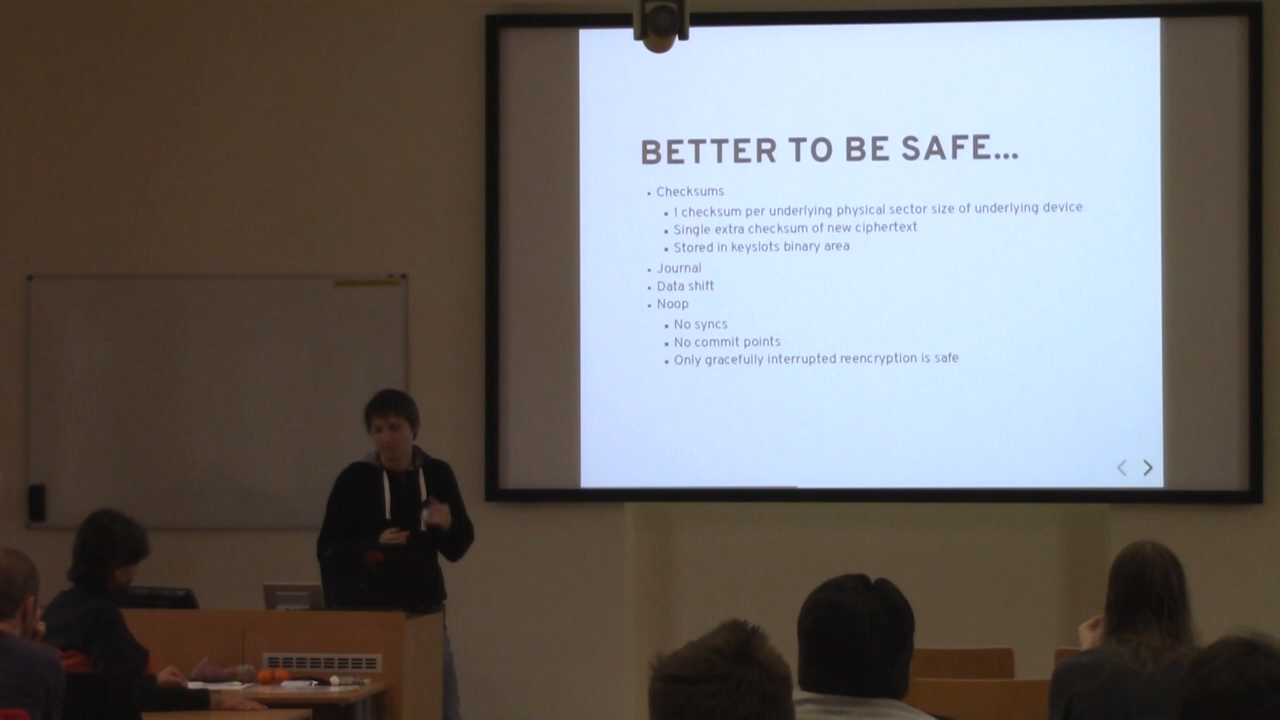 BETTER TO BE SAFE...
Checksums
1 checksum per underlying physical sector size of underlying device
Single extra checksum of new ciphertext
Stored in keyslots binary area
Journal
Data shift
Noop
No syncs
No commit points
Only gracefully interrupted reencryption is safe